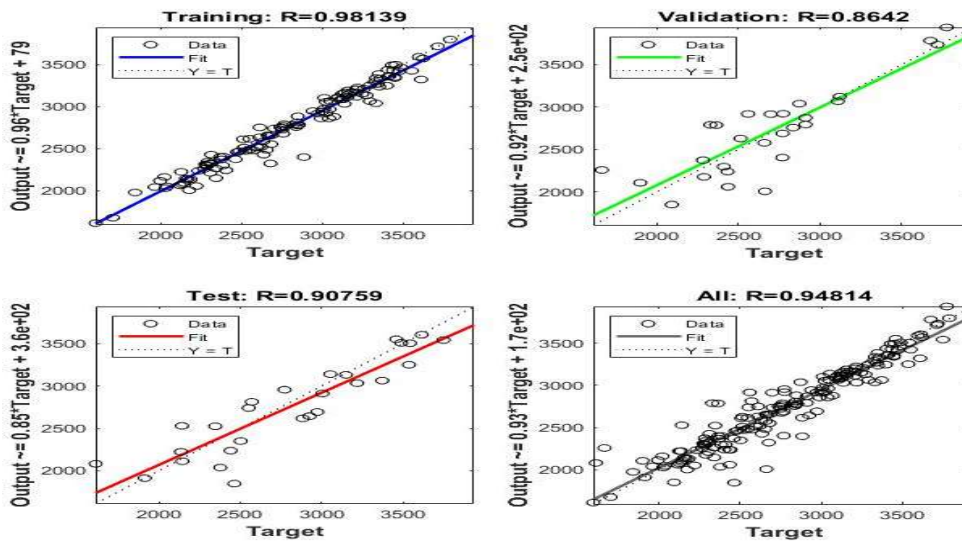 Training: R=0.98139
Output ~= 0.96*Target + 79
3500
3000
2500
2000
Data
Fit
Y = T
2000 2500 3000 3500
Target
Validation: R=0.8642
Output ~= 0.92*Target + 2.5e+02
3500
3000
2500
2000
Data
Fit
Y = T
2000 2500 3000 3500
Target
Test: R=0.90759
Output ~= 0.85*Target + 3.6e+02
3500
3000
2500
2000
Data
Fit
Y = T
2000 2500 3000 3500
Target
All: R=0.94814
Output ~= 0.93*Target + 1.7e+02
3500
3000
2500
2000
Data
Fit
Y = T
2000 2500 3000 3500
Target